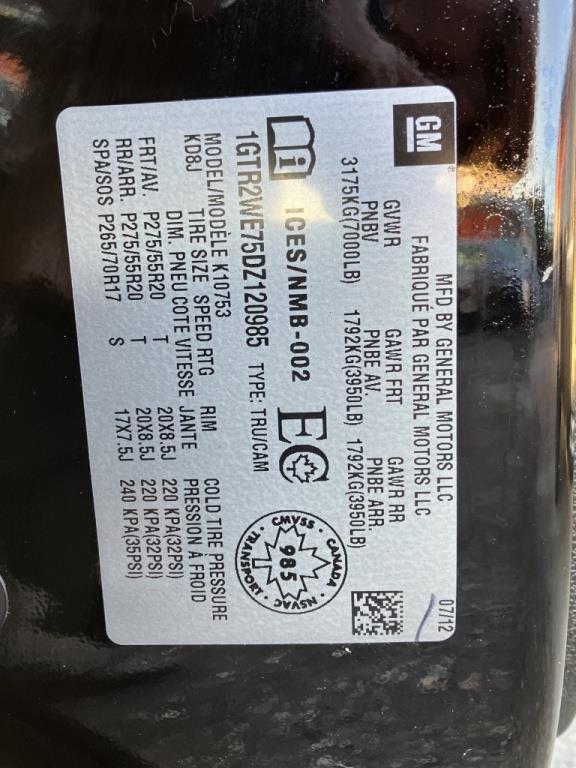 GM
MFD BY GENERAL MOTORS LLC
FABRIQUÉ PAR GENERAL MOTORS LLC
07/12
GVWR GAWR FRT GAWR RR
PNBV PNBE AV. PNBE ARR.
3175KG(7000LB) 1792KG(3950LB) 1792KG(3950LB)
i ICES/NMB-002 EC
CANADA · NSVAC · TRANSPORT · CMVSS ·
985
1GTR2WE75DZ120985 TYPE: TRU/CAM
MODEL/MODÈLE K10753
KD8J TIRE SIZE SPEED RTG RIM COLD TIRE PRESSURE
DIM. PNEU COTE VITESSE JANTE PRESSION À FROID
FRT/AV. P275/55R20 T 20X8.5J 220 KPA(32PSI)
RR/ARR. P275/55R20 T 20X8.5J 220 KPA(32PSI)
SPA/SOS P265/70R17 S 17X7.5J 240 KPA(35PSI)